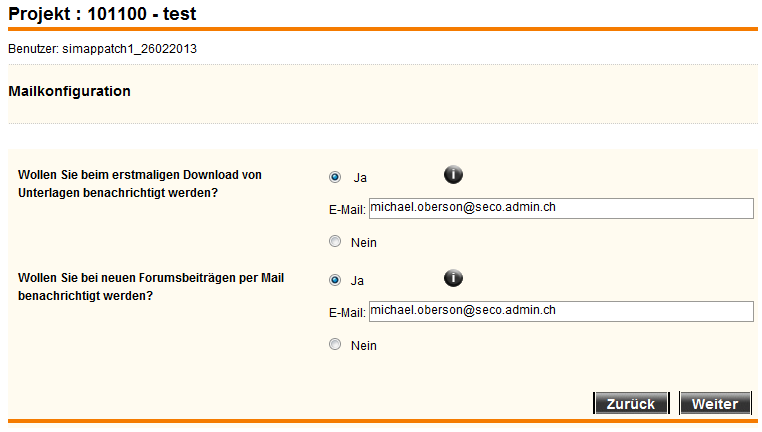 Projekt : 101100 - test
Benutzer: simappatch1_26022013
Mailkonfiguration
Wollen Sie beim erstmaligen Download von
Unterlagen benachrichtigt werden?
Ja
i
E-Mail: michael.oberson@seco.admin.ch
Nein
Wollen Sie bei neuen Forumsbeiträgen per Mail
benachrichtigt werden?
Ja
i
E-Mail: michael.oberson@seco.admin.ch
Nein
Zurück Weiter